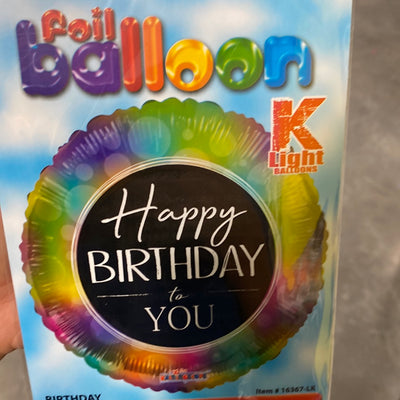 foil
balloon
K
Light
BALLOONS
Happy
BIRTHDAY
to
YOU
Item # 16367-LK
BIRTHDAY